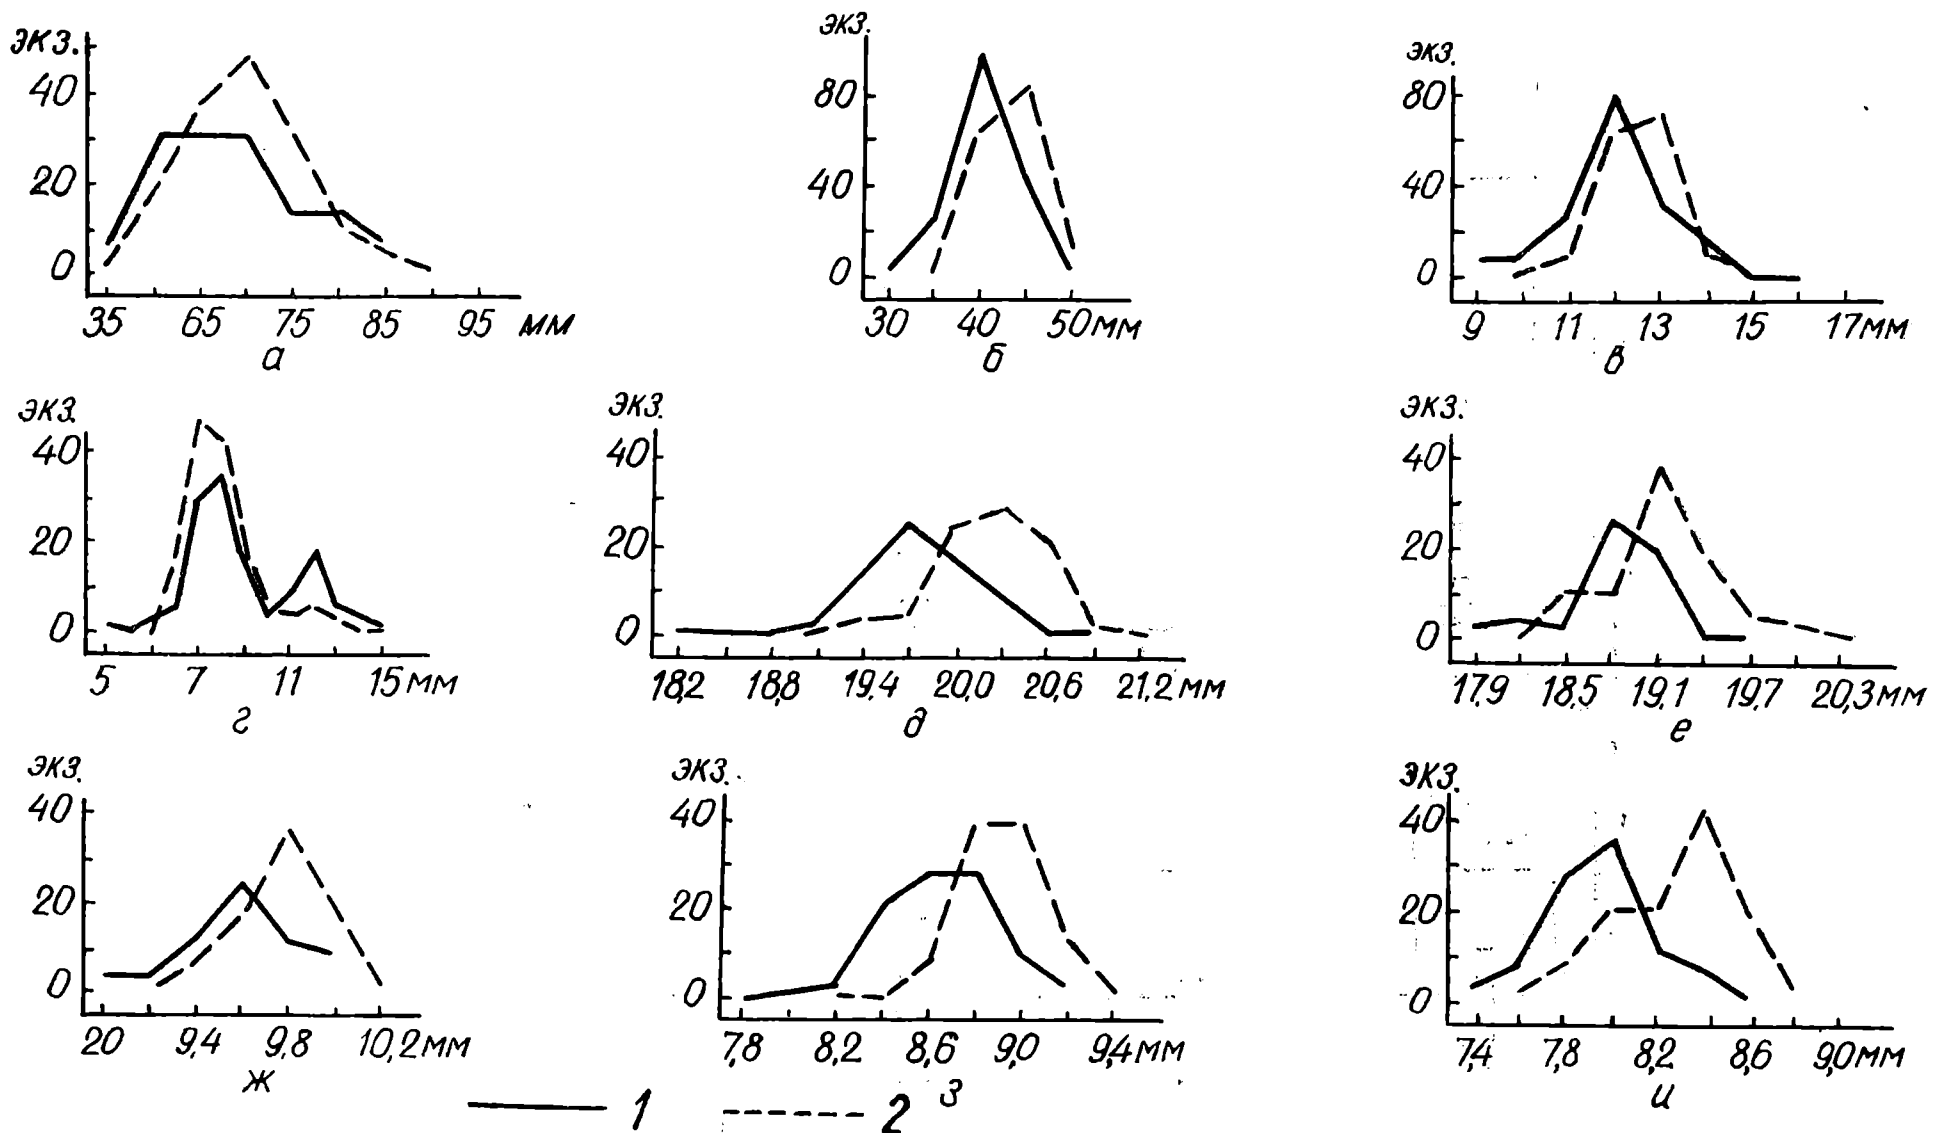 экз. экз. экз.
40 80 80
20 40 40
0 0 0
35 65 75 85 95 мм 30 40 50мм 9 11 13 15 17мм
а б в
экз. экз. экз.
40 40 40
20 20 20
0 0 0
5 7 11 15мм 18,2 18,8 19,4 20,0 20,6 21,2мм 17,9 18,5 19,1 19,7 20,3мм
г д е
экз. экз. экз.
40 40 40
20 20 20
0 0 0
20 9,4 9,8 10,2мм 7,8 8,2 8,6 9,0 9,4мм 7,4 7,8 8,2 8,6 9,0мм
ж з и
1 2